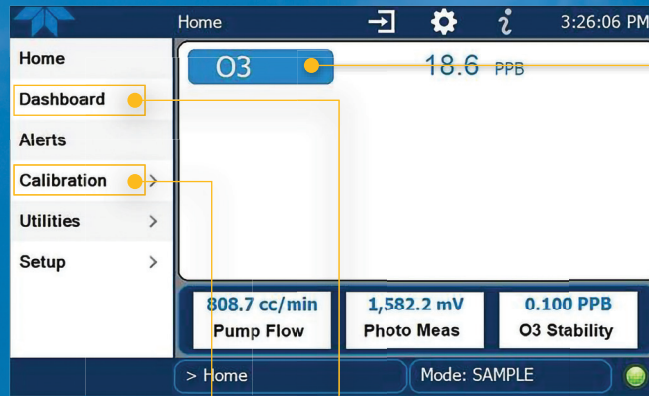 Home
3:26:06 PM
Home
Dashboard
Alerts
Calibration >
Utilities >
Setup >
O3 18.6 PPB
808.7 cc/min
Pump Flow
1,582.2 mV
Photo Meas
0.100 PPB
O3 Stability
> Home
Mode: SAMPLE